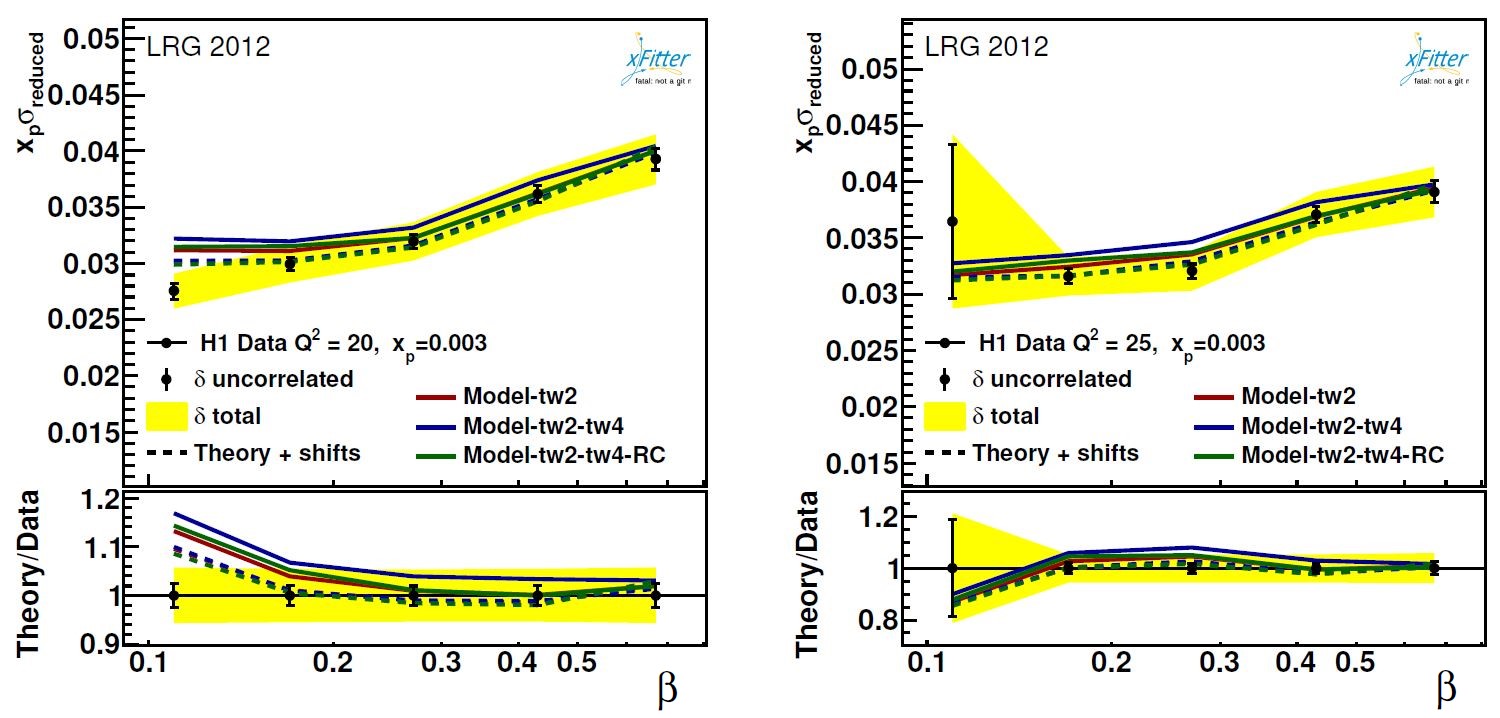 LRG 2012
xFitter
fatal: not a git r
x_pσ_reduced
0.05
0.045
0.04
0.035
0.03
0.025
0.02
0.015
H1 Data Q² = 20, x_p=0.003
δ uncorrelated
δ total
Theory + shifts
Model-tw2
Model-tw2-tw4
Model-tw2-tw4-RC
Theory/Data
1.2
1.1
1
0.9
0.1 0.2 0.3 0.4 0.5
β
LRG 2012
xFitter
fatal: not a git r
x_pσ_reduced
0.05
0.045
0.04
0.035
0.03
0.025
0.02
0.015
H1 Data Q² = 25, x_p=0.003
δ uncorrelated
δ total
Theory + shifts
Model-tw2
Model-tw2-tw4
Model-tw2-tw4-RC
Theory/Data
1.2
1
0.8
0.1 0.2 0.3 0.4 0.5
β